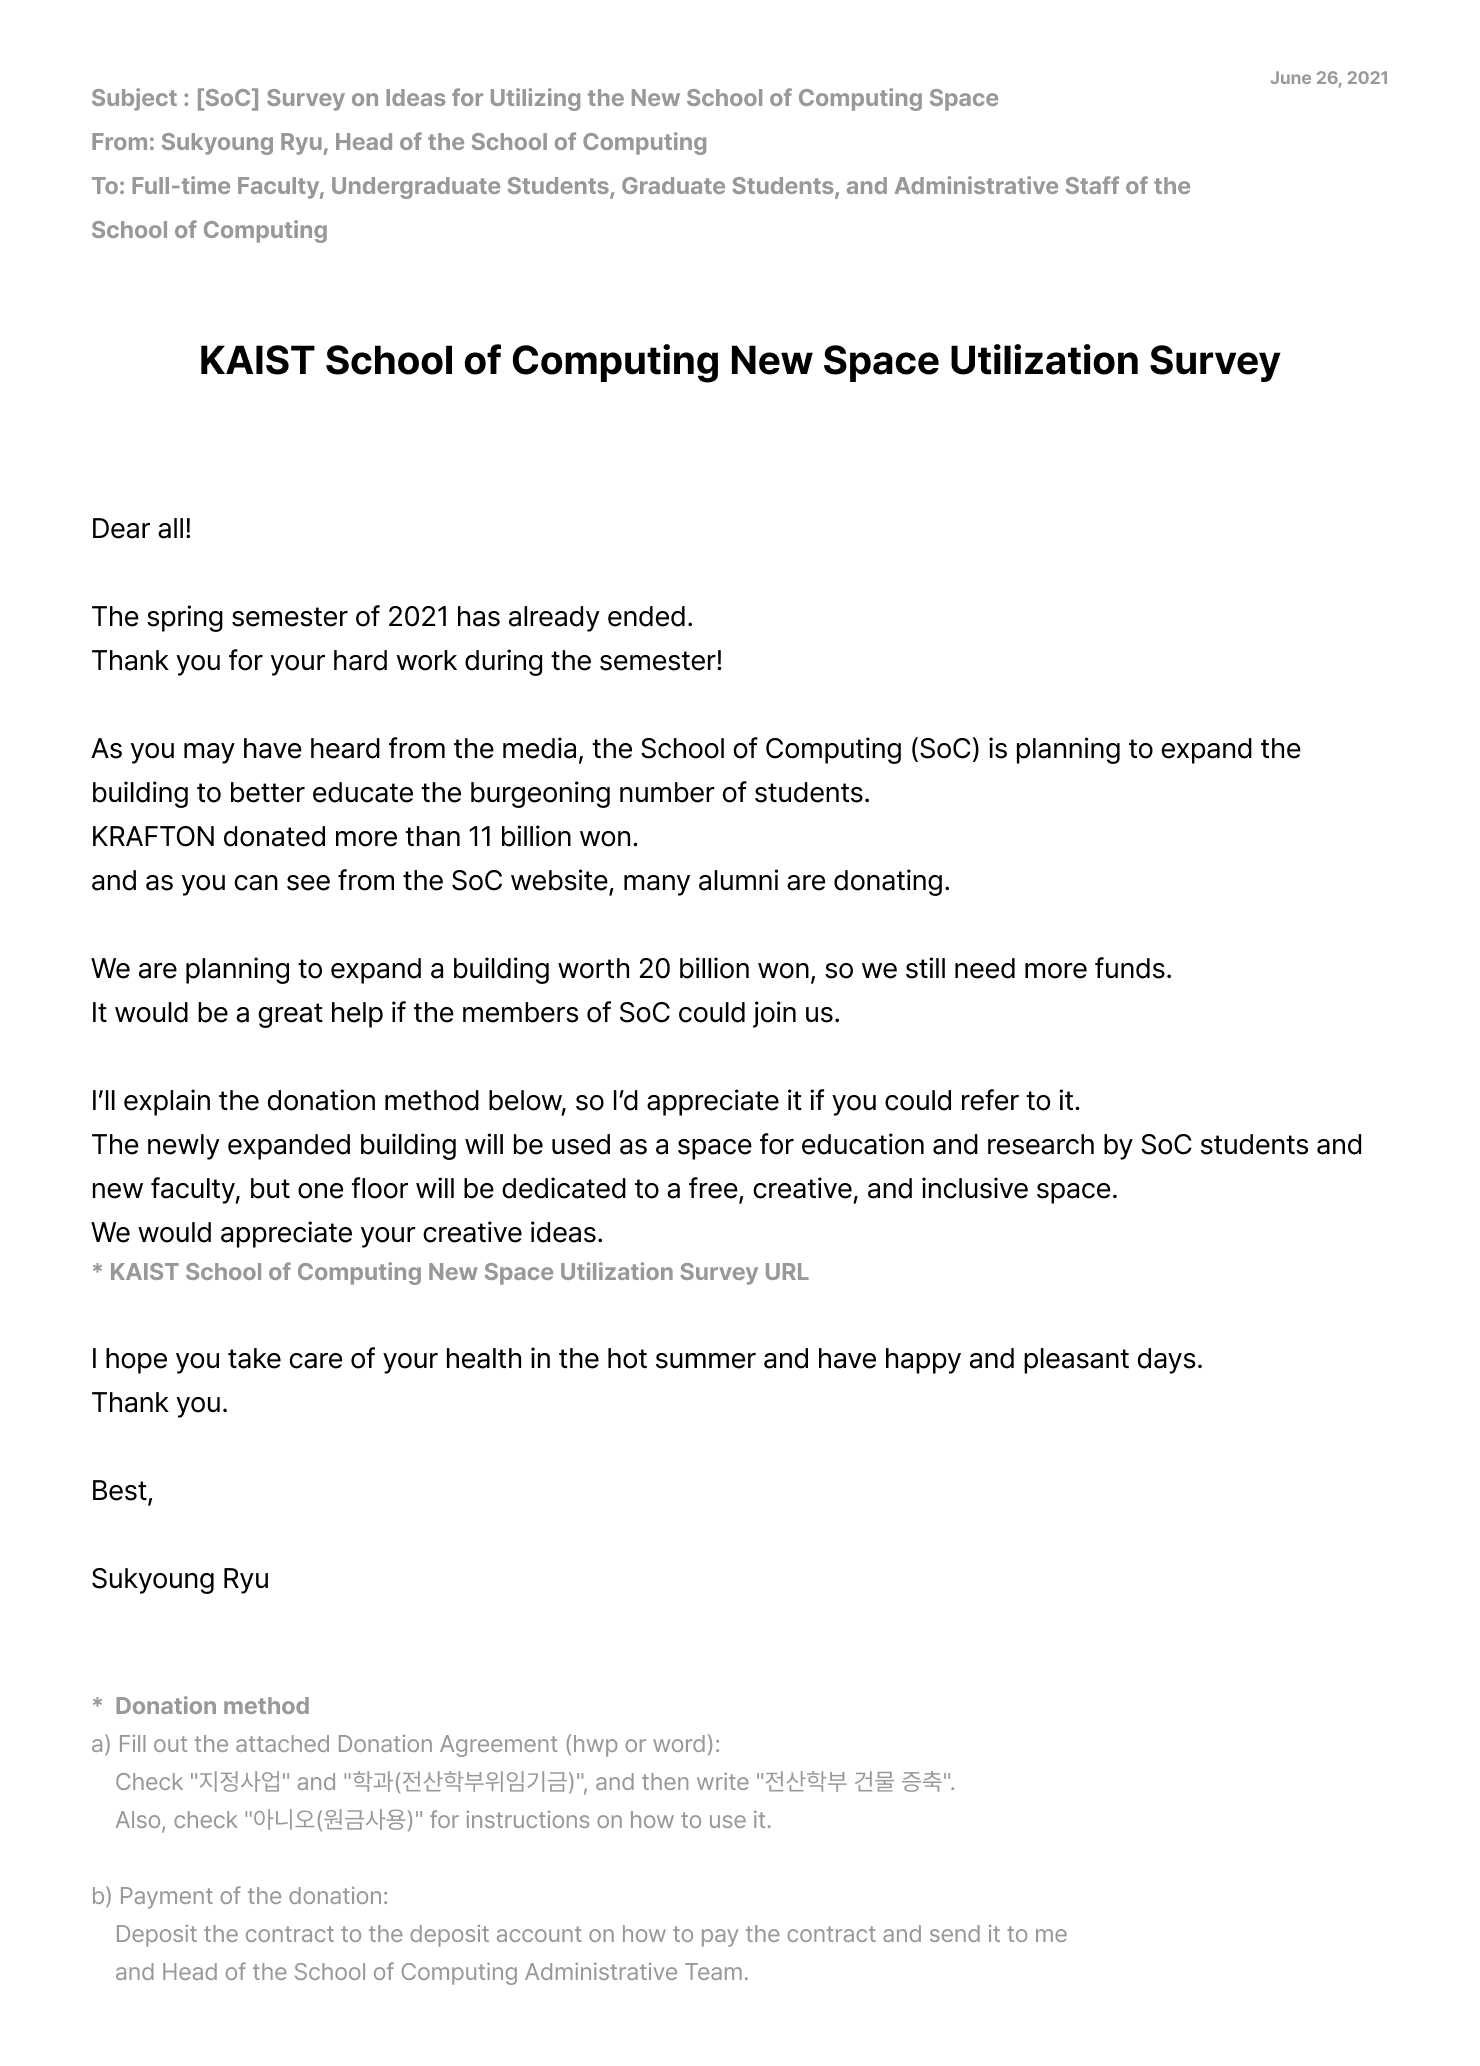 June 26, 2021
Subject : [SoC] Survey on Ideas for Utilizing the New School of Computing Space
From: Sukyoung Ryu, Head of the School of Computing
To: Full-time Faculty, Undergraduate Students, Graduate Students, and Administrative Staff of the
School of Computing
KAIST School of Computing New Space Utilization Survey
Dear all!
The spring semester of 2021 has already ended.
Thank you for your hard work during the semester!
As you may have heard from the media, the School of Computing (SoC) is planning to expand the
building to better educate the burgeoning number of students.
KRAFTON donated more than 11 billion won.
and as you can see from the SoC website, many alumni are donating.
We are planning to expand a building worth 20 billion won, so we still need more funds.
It would be a great help if the members of SoC could join us.
I’ll explain the donation method below, so I’d appreciate it if you could refer to it.
The newly expanded building will be used as a space for education and research by SoC students and
new faculty, but one floor will be dedicated to a free, creative, and inclusive space.
We would appreciate your creative ideas.
* KAIST School of Computing New Space Utilization Survey URL
I hope you take care of your health in the hot summer and have happy and pleasant days.
Thank you.
Best,
Sukyoung Ryu
* Donation method
a) Fill out the attached Donation Agreement (hwp or word):
Check "지정사업" and "학과(전산학부위임기금)", and then write "전산학부 건물 증축".
Also, check "아니오(원금사용)" for instructions on how to use it.
b) Payment of the donation:
Deposit the contract to the deposit account on how to pay the contract and send it to me
and Head of the School of Computing Administrative Team.